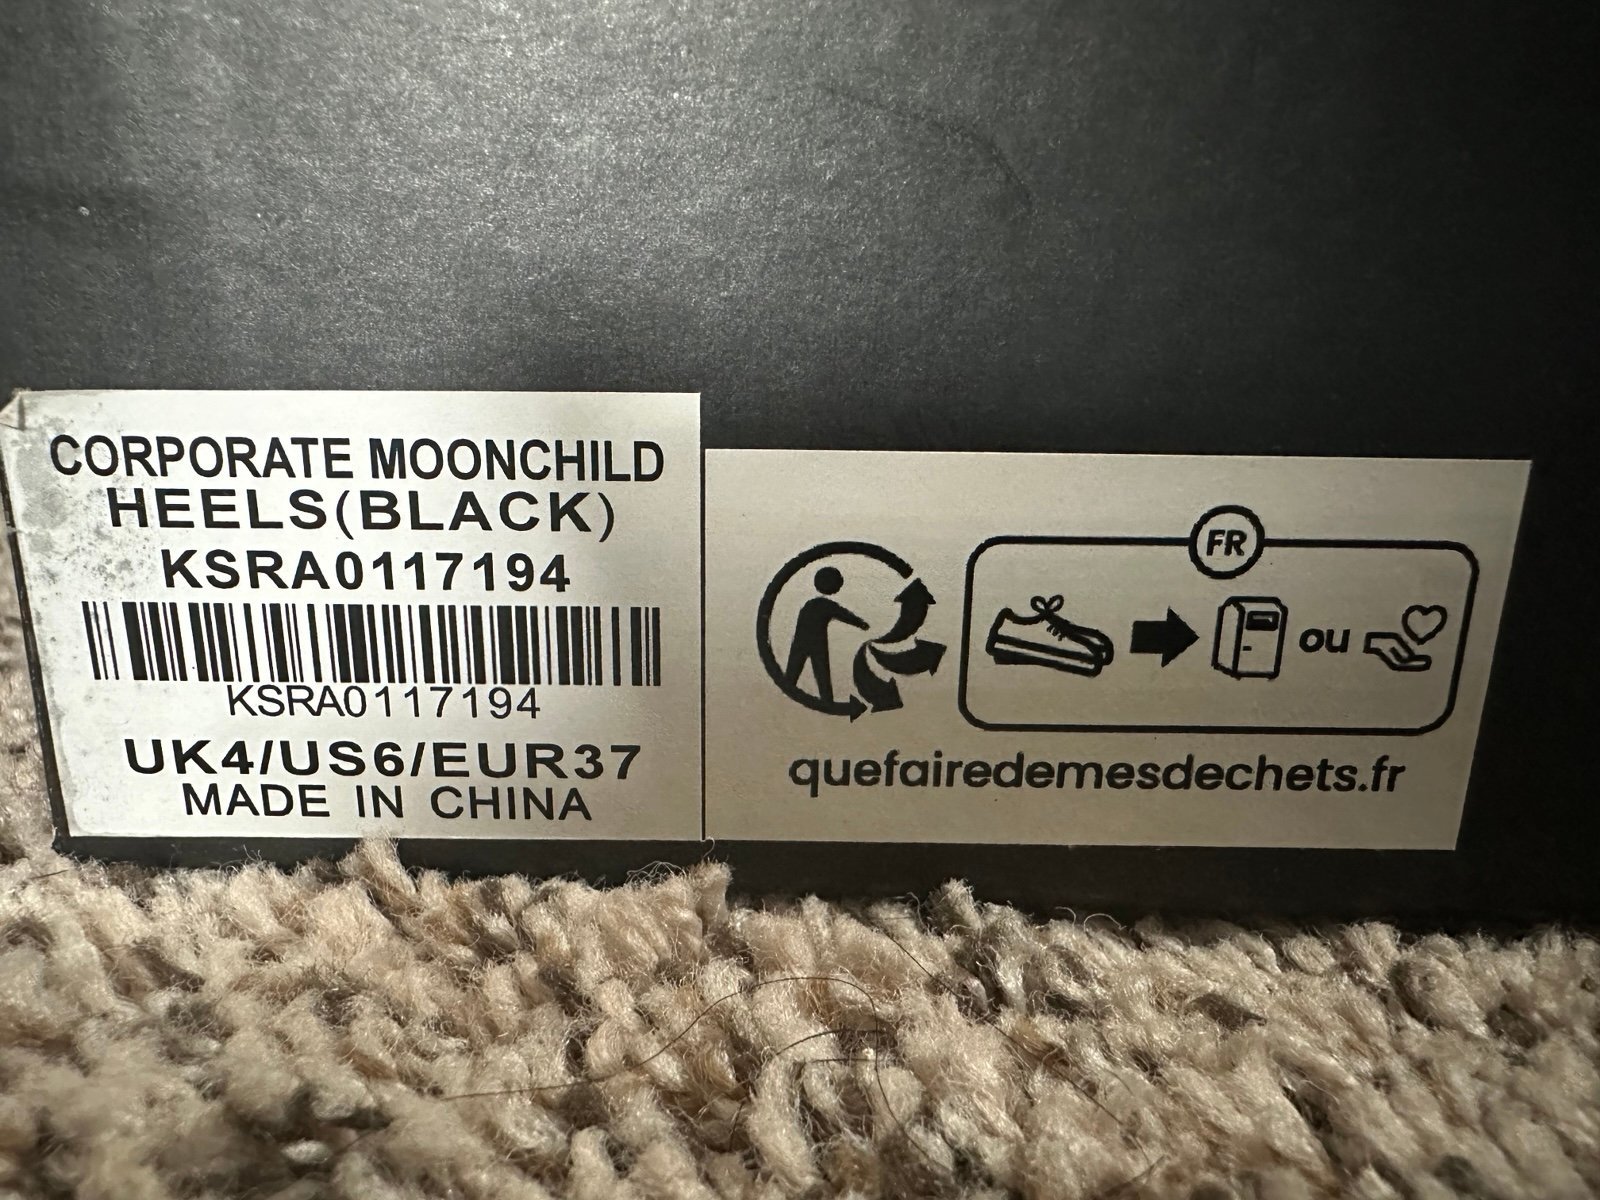 CORPORATE MOONCHILD
HEELS(BLACK)
KSRA0117194
KSRA0117194
UK4/US6/EUR37
MADE IN CHINA
FR
ou
quefairedemesdechets.fr